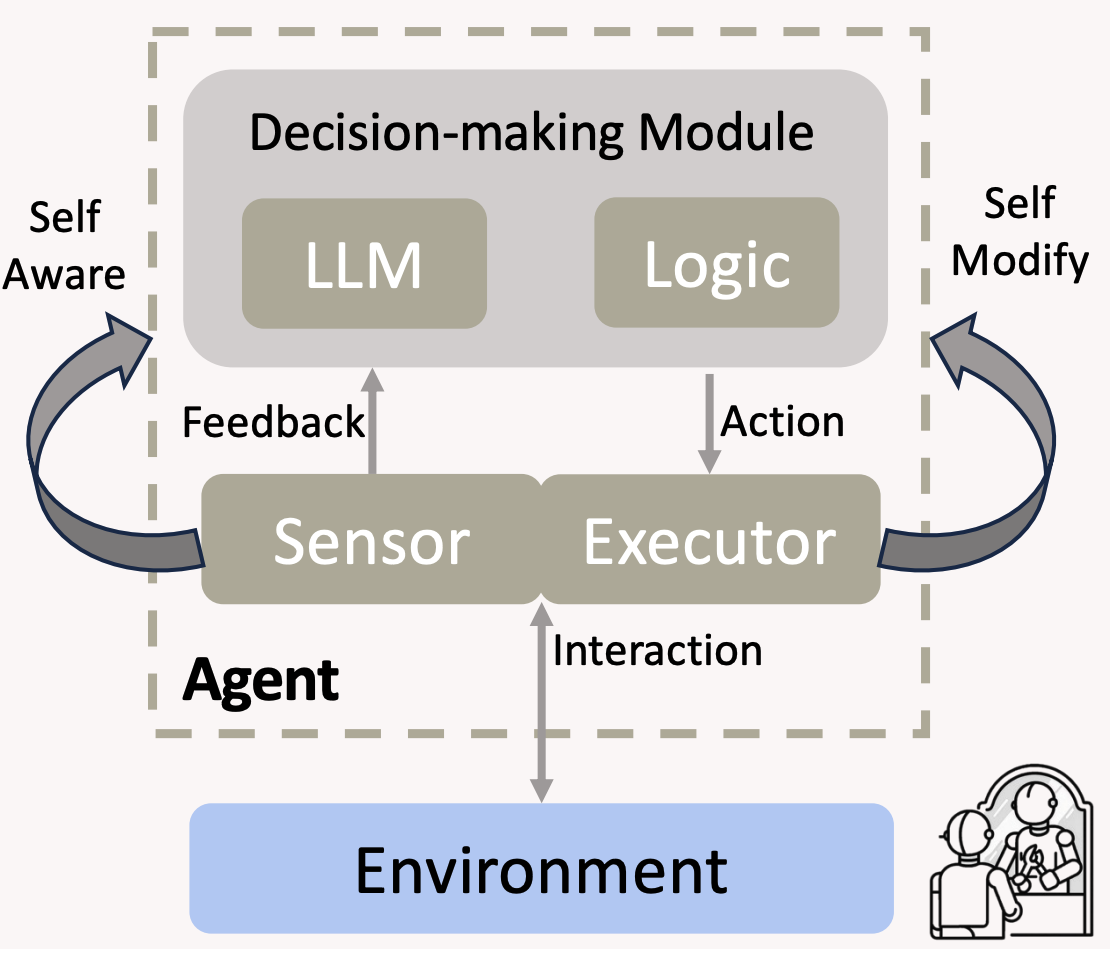 Decision-making Module
Self
Aware
LLM
Logic
Self
Modify
Feedback
Action
Sensor
Executor
Interaction
Agent
Environment